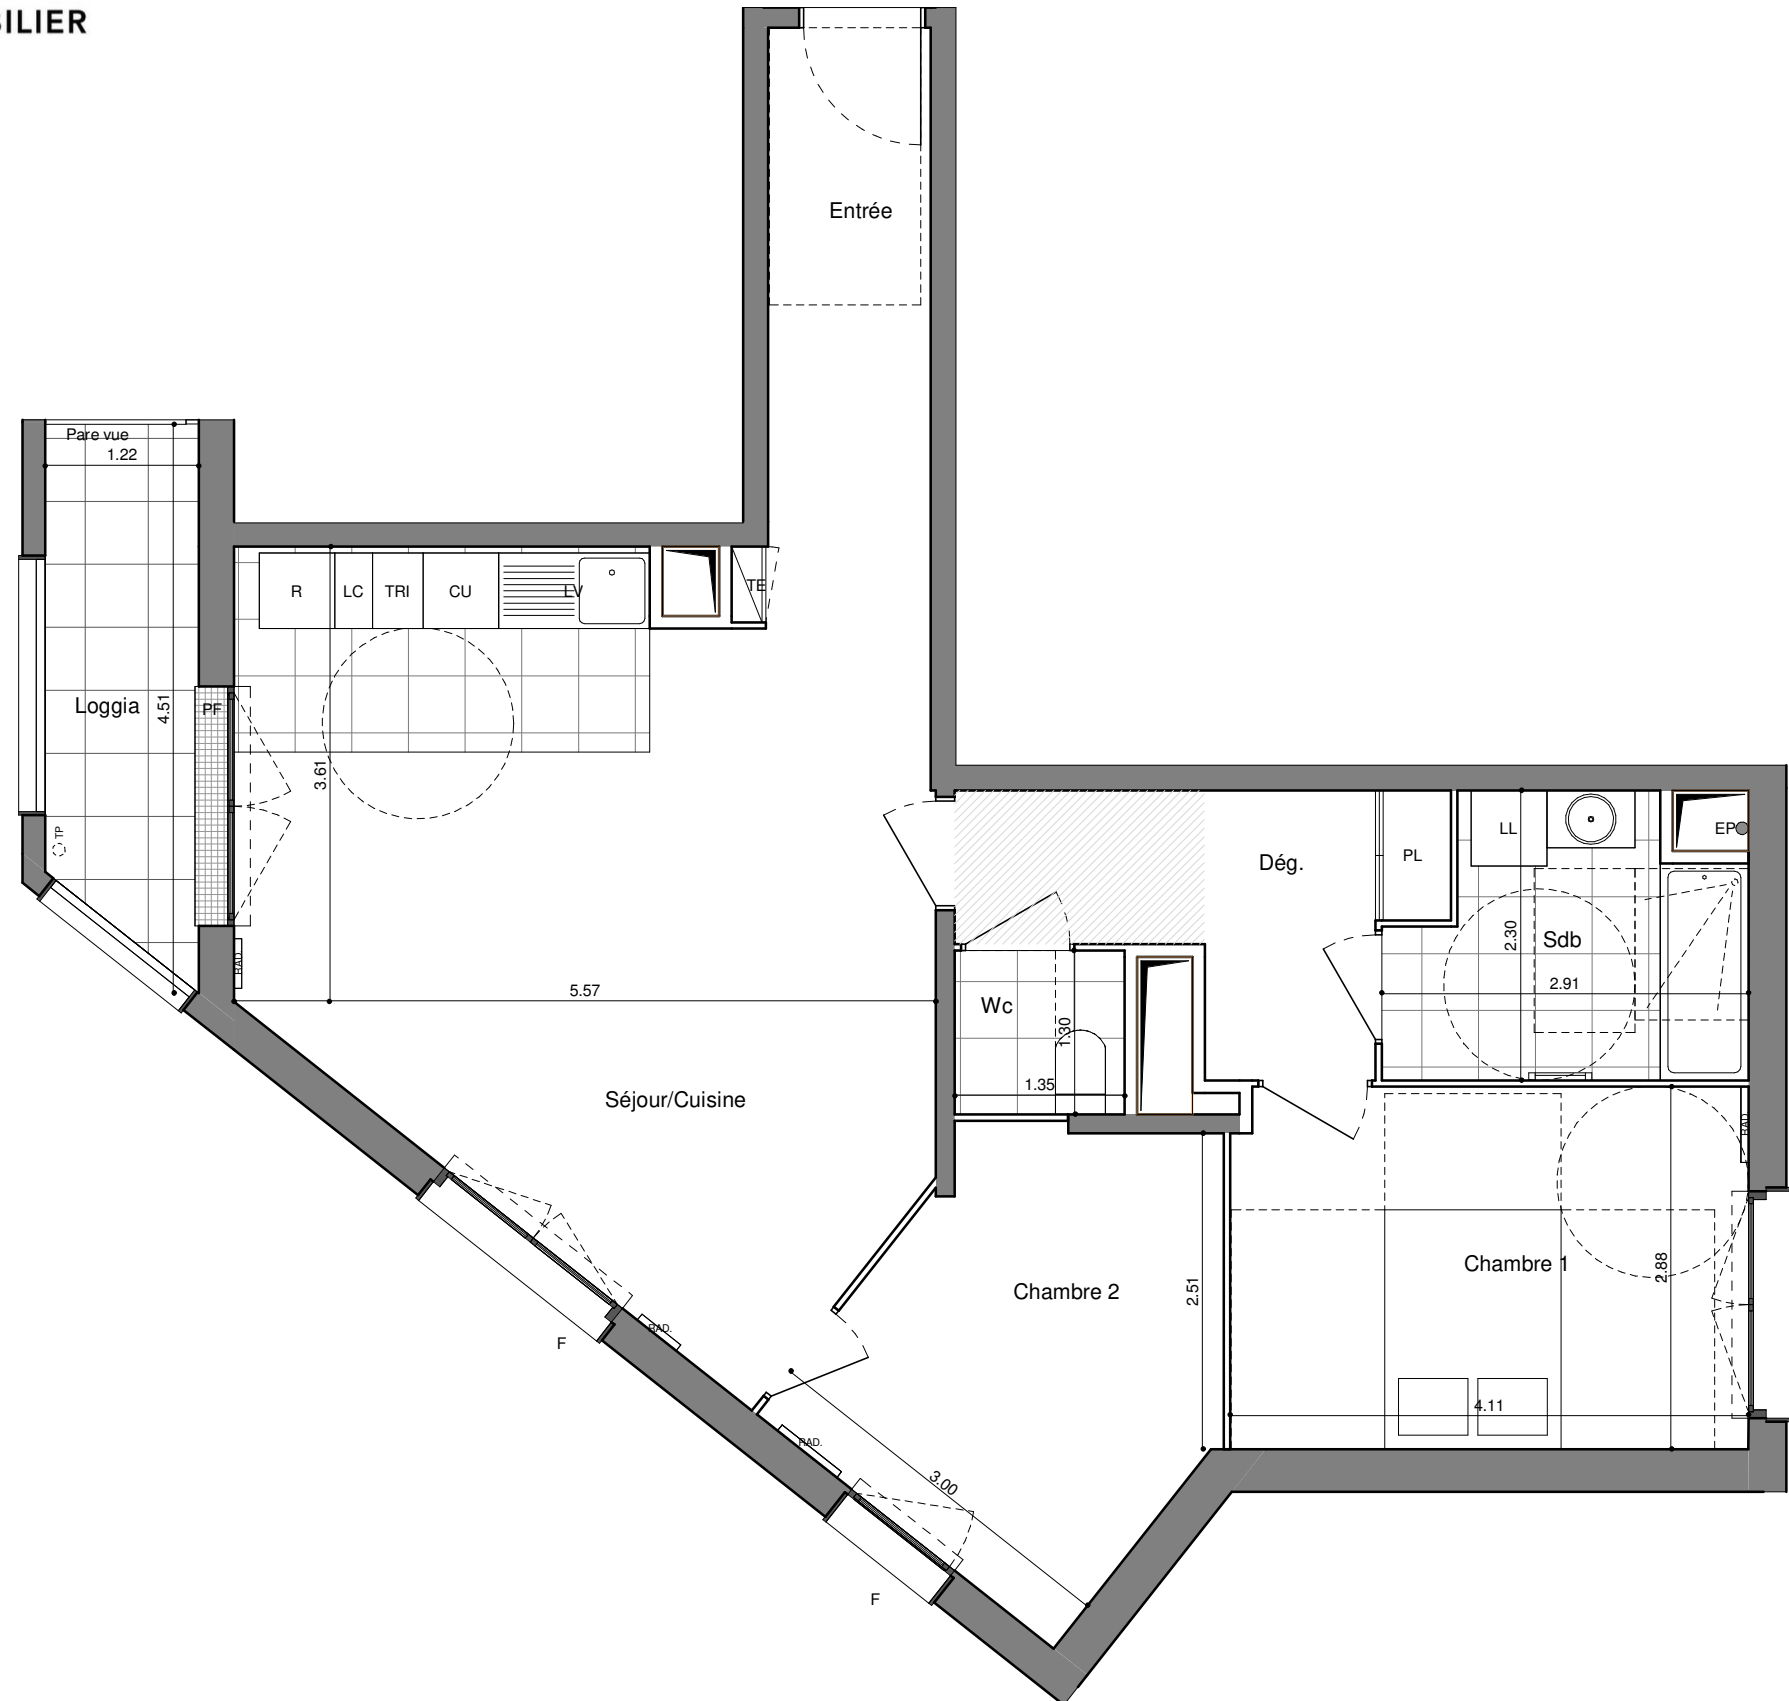 BILIER
Entrée
Pare vue
1.22
R
LC
TRI
CU
LV
TE
Loggia
4.51
PF
3.61
TP
RAD.
5.57
Séjour/Cuisine
Wc
1.30
1.35
Dég.
PL
LL
EP
2.30
Sdb
2.91
RAD.
Chambre 1
2.88
4.11
Chambre 2
2.51
F
RAD.
RAD.
3.00
F